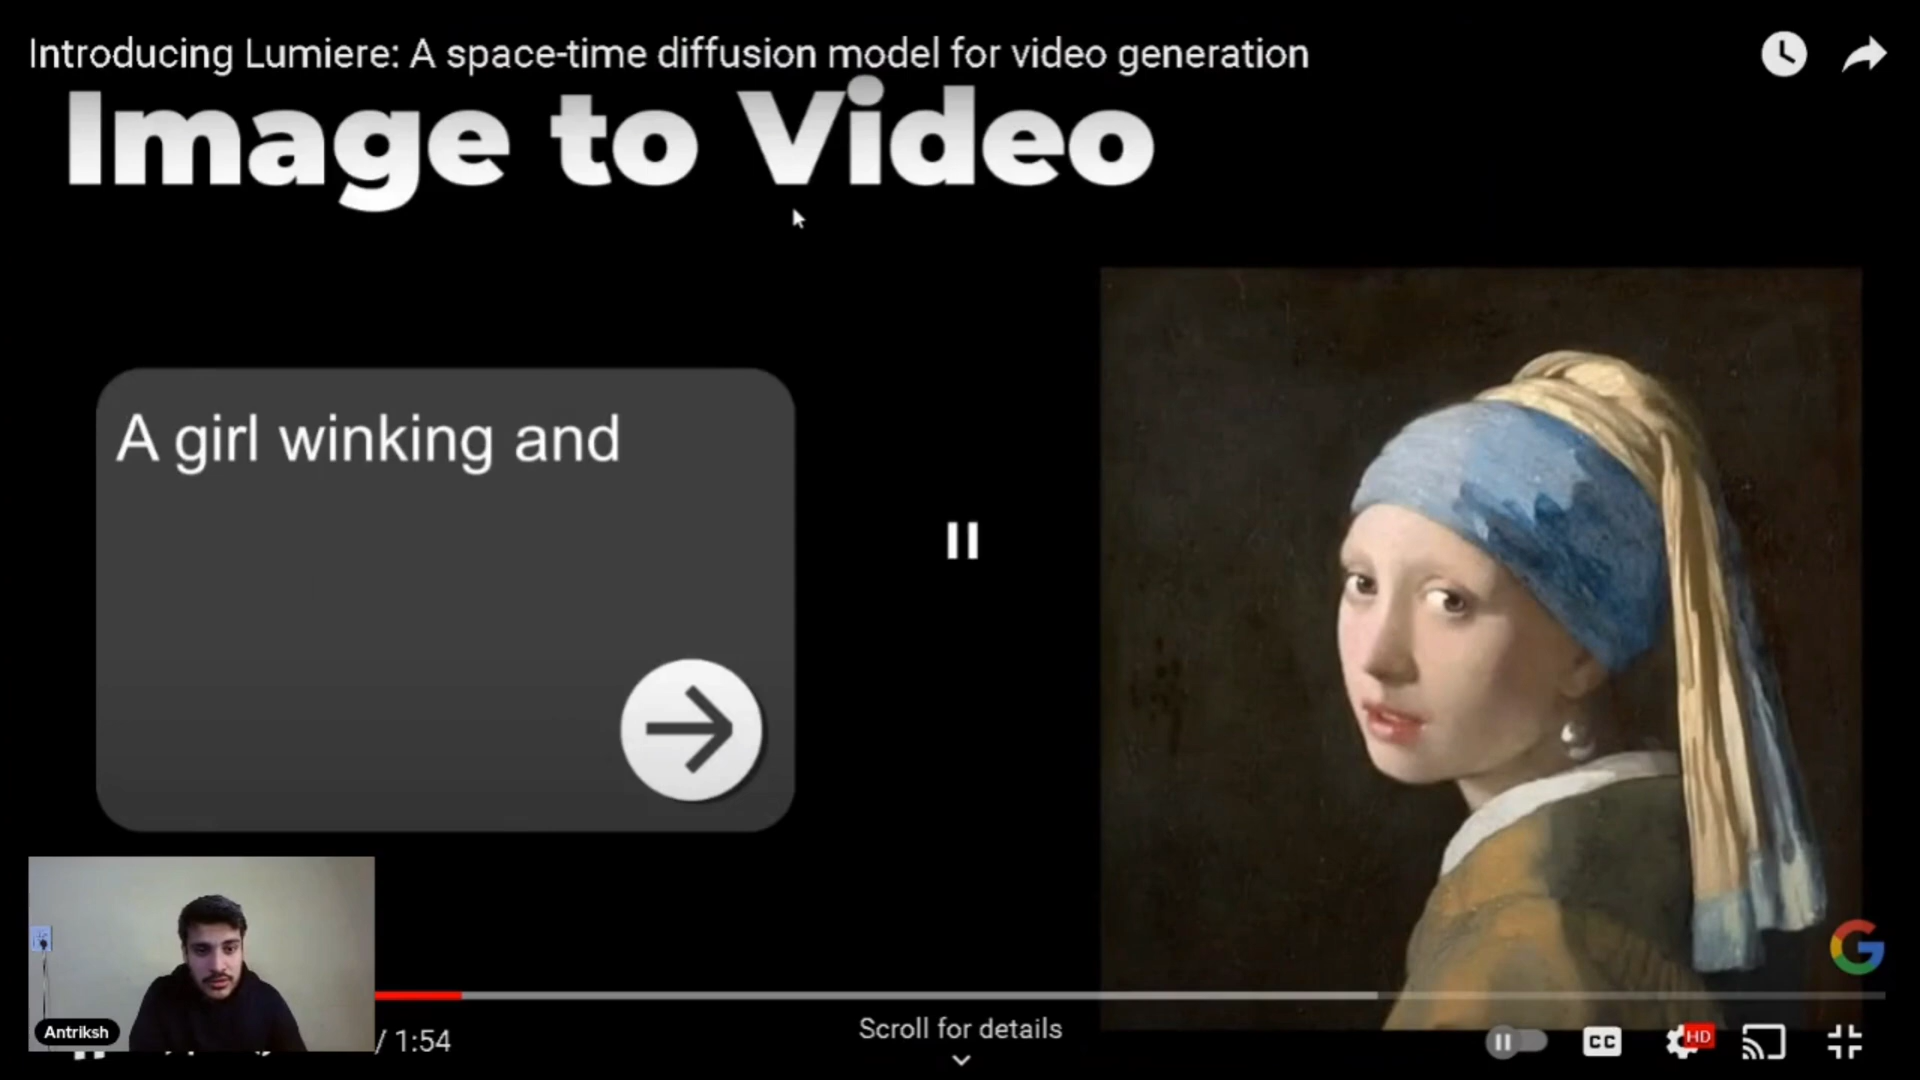 Introducing Lumiere: A space-time diffusion model for video generation
Image to Video
A girl winking and
Antriksh
/ 1:54
Scroll for details
CC
HD